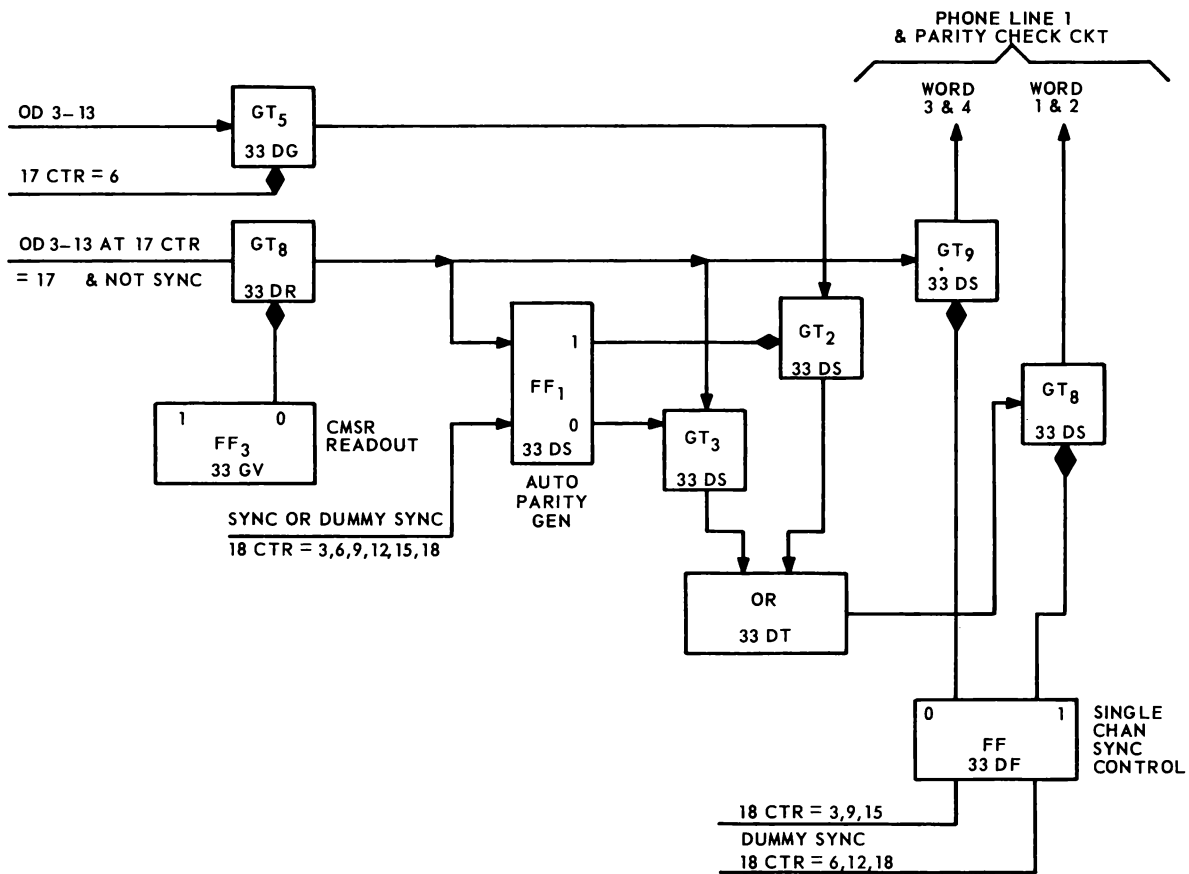 PHONE LINE 1
& PARITY CHECK CKT
WORD
3 & 4
WORD
1 & 2
OD 3-13
GT5
33 DG
17 CTR = 6
OD 3-13 AT 17 CTR
= 17 & NOT SYNC
GT8
33 DR
GT9
33 DS
1
FF1
0
33 DS
AUTO
PARITY
GEN
GT2
33 DS
GT8
33 DS
1 0
FF3
33 GV
CMSR
READOUT
GT3
33 DS
SYNC OR DUMMY SYNC
18 CTR = 3,6,9,12,15,18
OR
33 DT
0 1
FF
33 DF
SINGLE
CHAN
SYNC
CONTROL
18 CTR = 3,9,15
DUMMY SYNC
18 CTR = 6,12,18